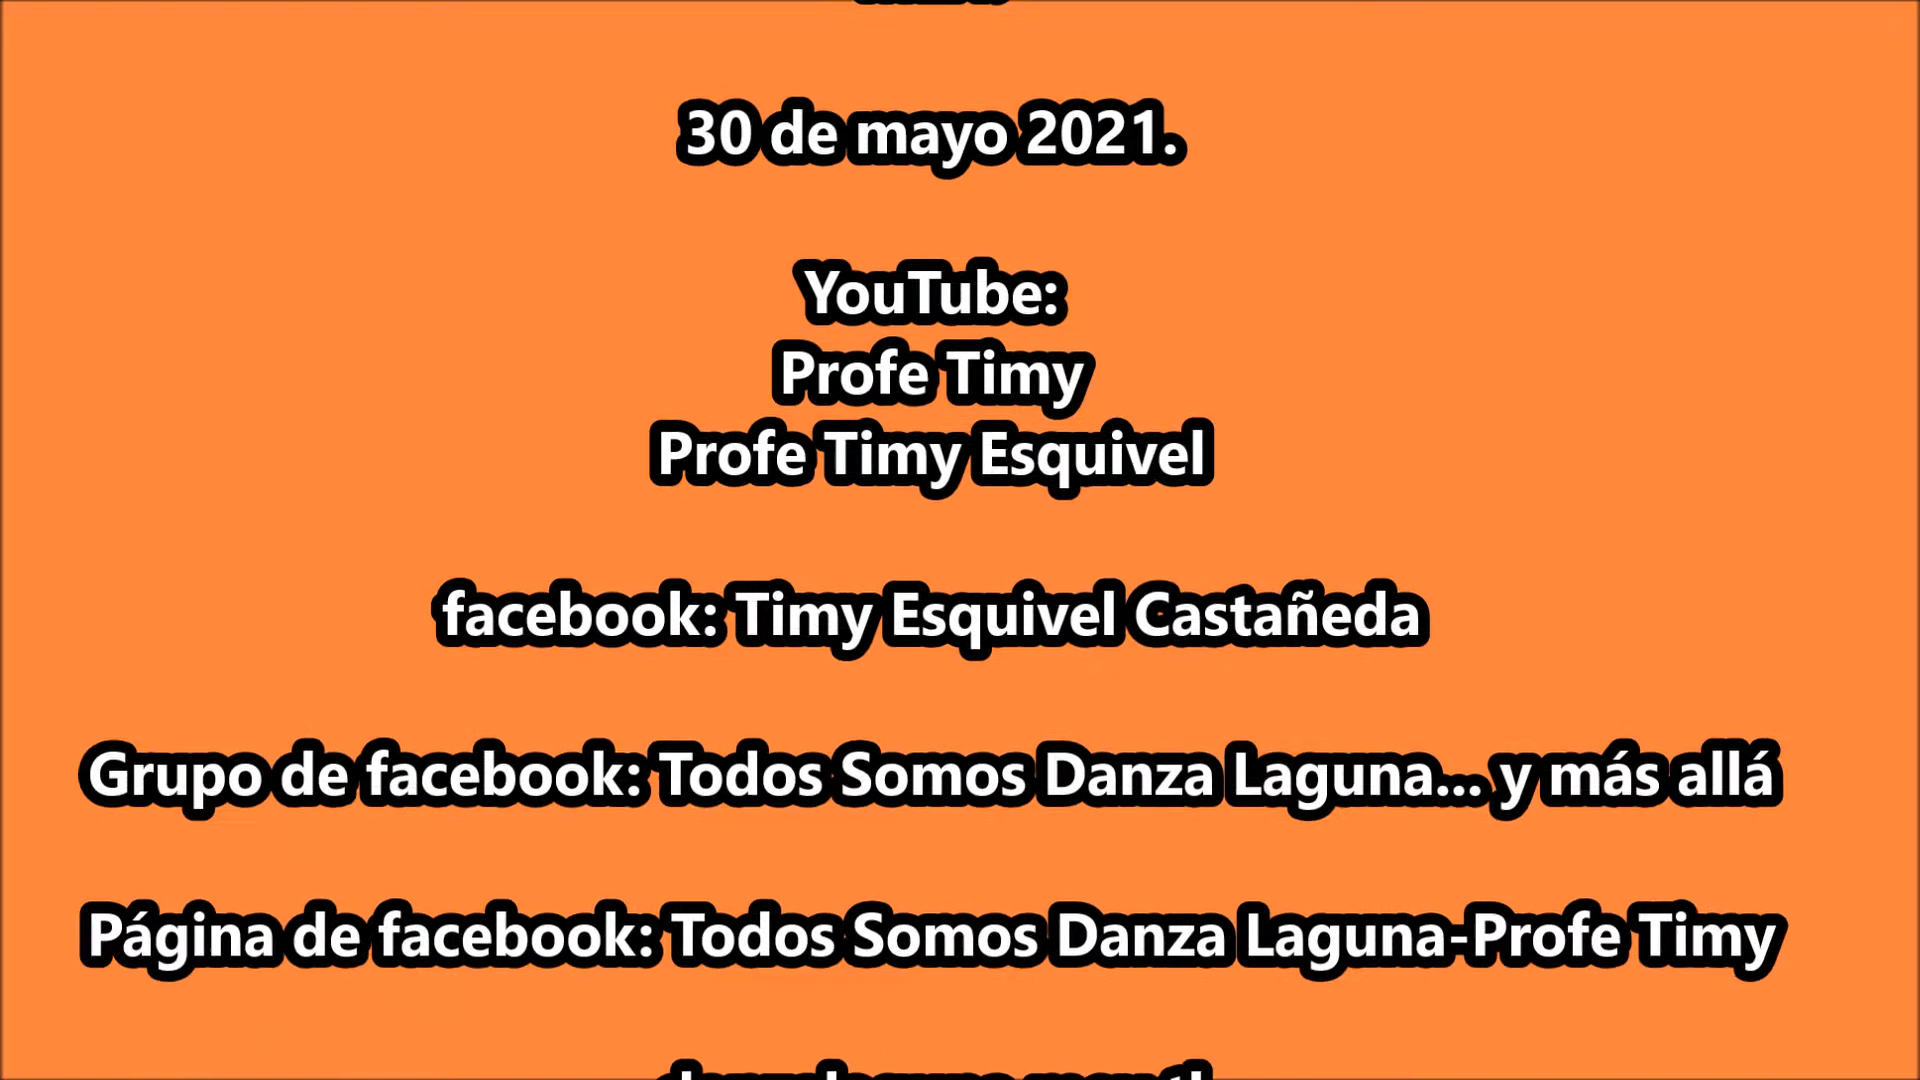 30 de mayo 2021.
YouTube:
Profe Timy
Profe Timy Esquivel
facebook: Timy Esquivel Castañeda
Grupo de facebook: Todos Somos Danza Laguna... y más allá
Página de facebook: Todos Somos Danza Laguna-Profe Timy